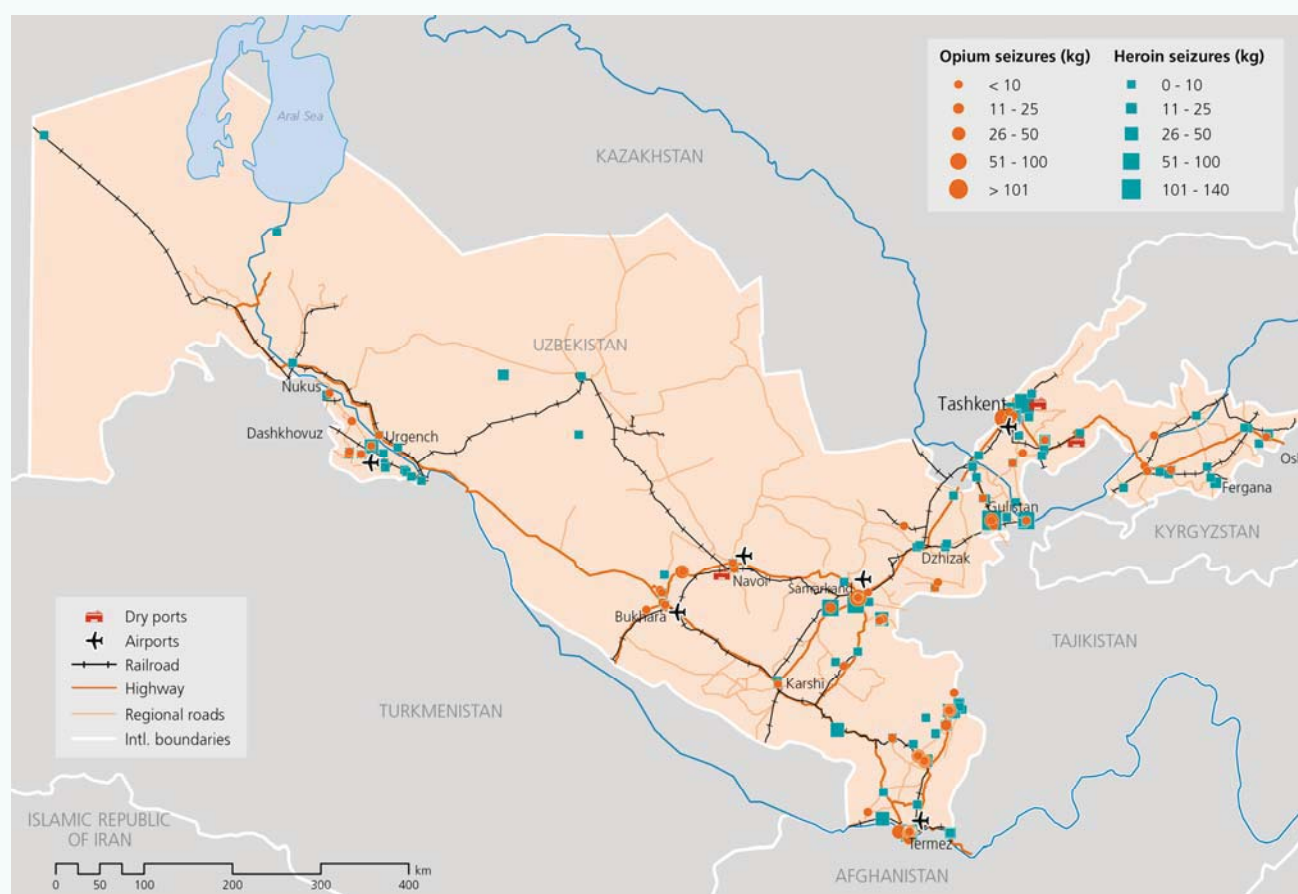 Opium seizures (kg)
Heroin seizures (kg)
< 10
0 - 10
11 - 25
11 - 25
26 - 50
26 - 50
51 - 100
51 - 100
> 101
101 - 140
Aral Sea
KAZAKHSTAN
UZBEKISTAN
Nukus
Dashkhovuz
Urgench
Tashkent
Osh
Fergana
Gulistan
KYRGYZSTAN
Dzhizak
Navoi
Samarkand
Bukhara
TAJIKISTAN
Karshi
TURKMENISTAN
Dry ports
Airports
Railroad
Highway
Regional roads
Intl. boundaries
ISLAMIC REPUBLIC
OF IRAN
Termez
AFGHANISTAN
km
0 50 100 200 300 400